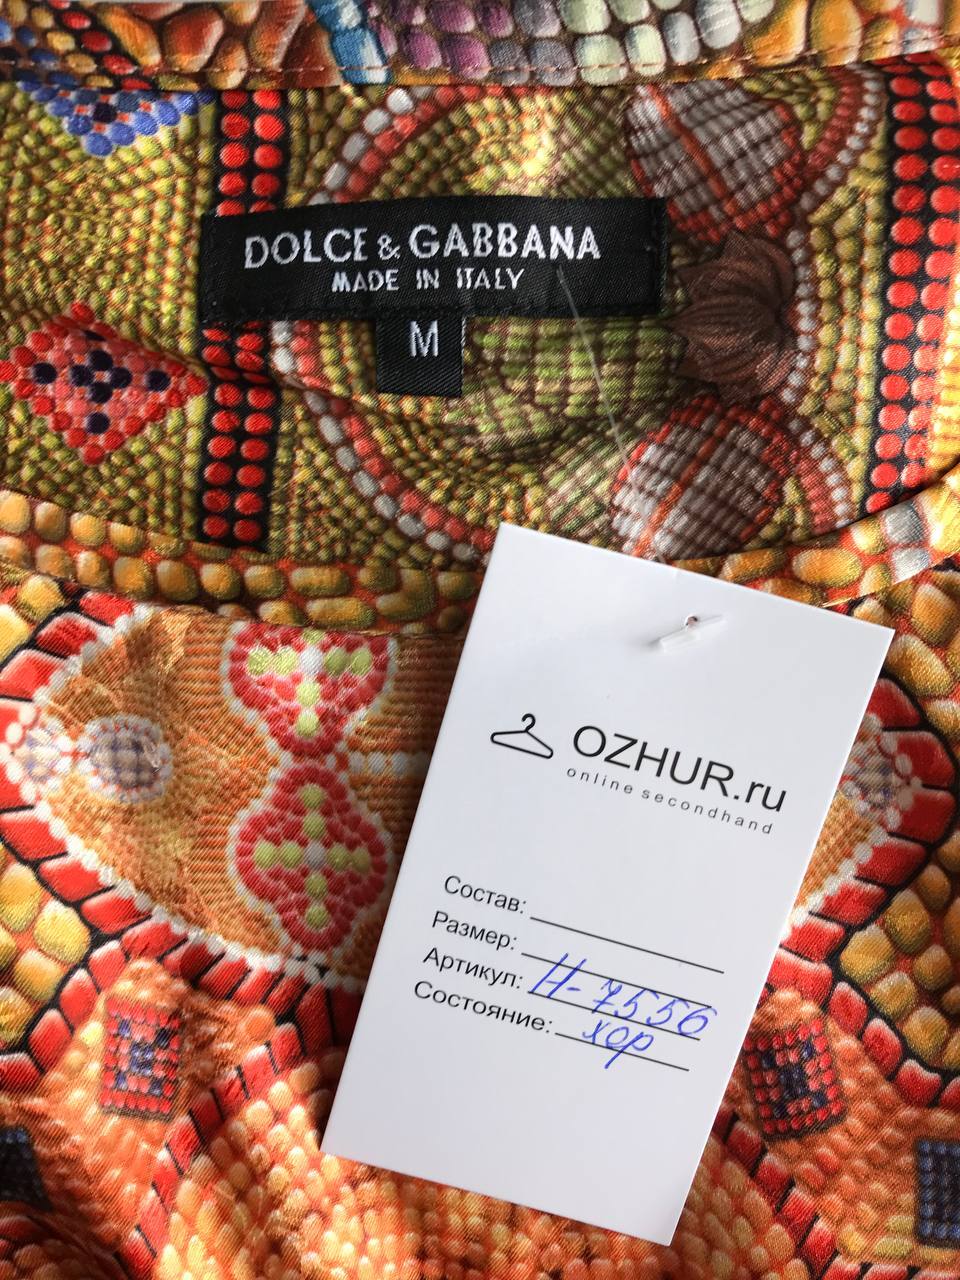 DOLCE & GABBANA
MADE IN ITALY
M
OZHUR.ru
online secondhand
Состав:
Размер:
Артикул: Н-7556
Состояние: хор